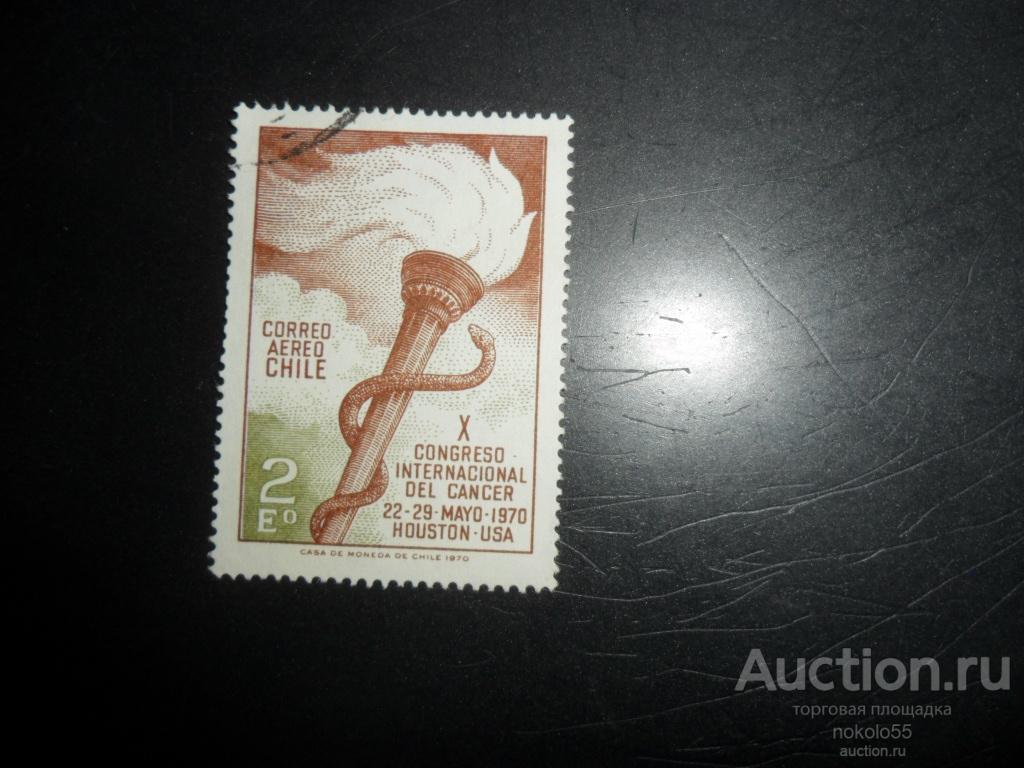 CORREO
AEREO
CHILE
X
CONGRESO
INTERNACIONAL
DEL CANCER
22-29-MAYO-1970
HOUSTON-USA
2
Eº
CASA DE MONEDA DE CHILE 1970
Auction.ru
торговая площадка
nokolo55
auction.ru